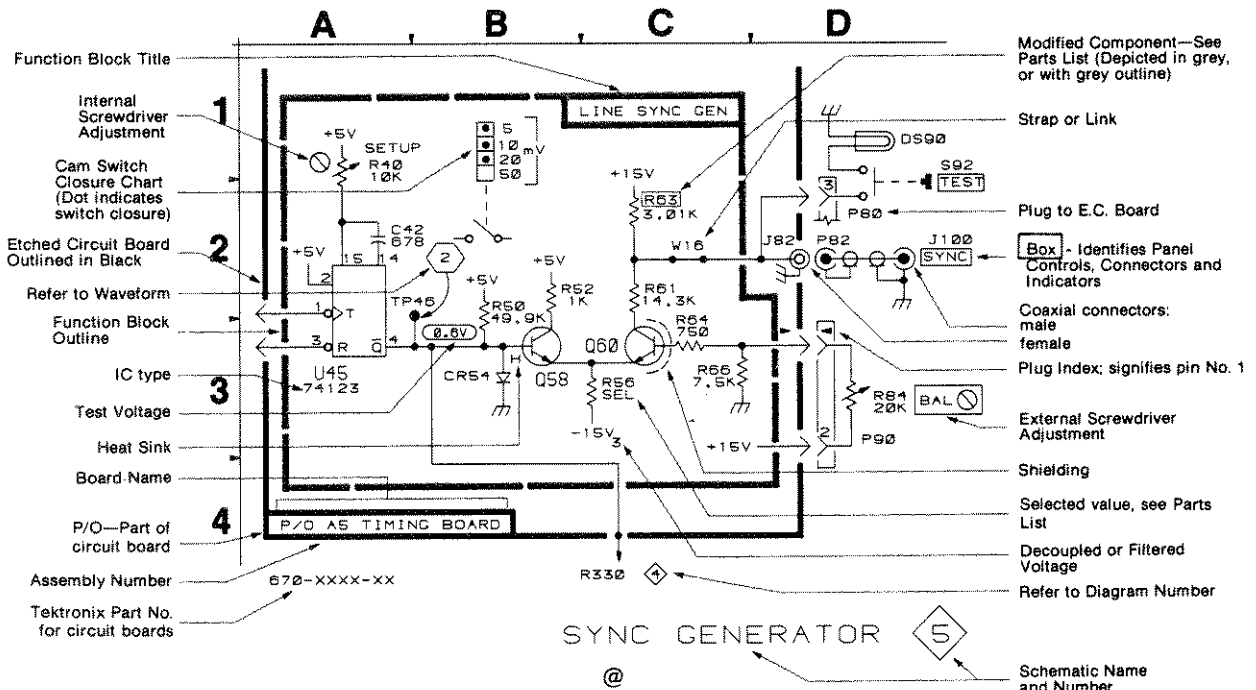 A B C D
Function Block Title
Internal
Screwdriver
Adjustment
Cam Switch
Closure Chart
(Dot indicates
switch closure)
Etched Circuit Board
Outlined in Black
Refer to Waveform
Function Block
Outline
IC type
Test Voltage
Heat Sink
Board Name
P/O—Part of
circuit board
Assembly Number
Tektronix Part No.
for circuit boards
1
2
3
4
LINE SYNC GEN
+5V
SETUP
R40
10K
5
10
20
50
mV
C42
678
15
14
+5V
2
1
T
3
R
Q
4
U45
74123
2
TP46
0.6V
+5V
R50
49.9K
+5V
R52
1K
H
CR54
Q58
+15V
R63
3.01K
W16
R61
14.3K
Q60
R64
750
R66
7.5K
R56
SEL
-15V
3
+15V
P/O A5 TIMING BOARD
670-XXXX-XX
R330
4
DS90
S92
TEST
3
P80
J82
P82
J100
SYNC
R84
20K
BAL
2
P90
Modified Component—See
Parts List (Depicted in grey,
or with grey outline)
Strap or Link
Plug to E.C. Board
Box - Identifies Panel
Controls, Connectors and
Indicators
Coaxial connectors:
male
female
Plug Index; signifies pin No. 1
External Screwdriver
Adjustment
Shielding
Selected value, see Parts
List
Decoupled or Filtered
Voltage
Refer to Diagram Number
SYNC GENERATOR 5
@
Schematic Name
and Number